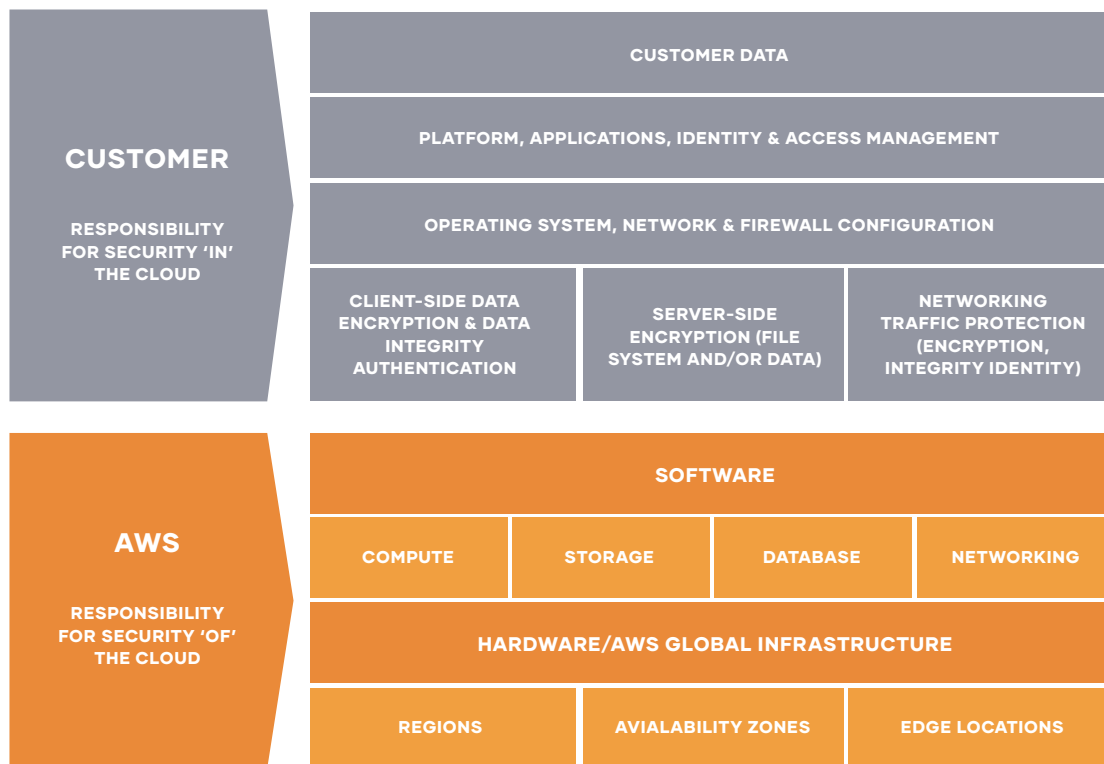 CUSTOMER
RESPONSIBILITY
FOR SECURITY ‘IN’
THE CLOUD
CUSTOMER DATA
PLATFORM, APPLICATIONS, IDENTITY & ACCESS MANAGEMENT
OPERATING SYSTEM, NETWORK & FIREWALL CONFIGURATION
CLIENT-SIDE DATA
ENCRYPTION & DATA
INTEGRITY
AUTHENTICATION
SERVER-SIDE
ENCRYPTION (FILE
SYSTEM AND/OR DATA)
NETWORKING
TRAFFIC PROTECTION
(ENCRYPTION,
INTEGRITY IDENTITY)
AWS
RESPONSIBILITY
FOR SECURITY ‘OF’
THE CLOUD
SOFTWARE
COMPUTE
STORAGE
DATABASE
NETWORKING
HARDWARE/AWS GLOBAL INFRASTRUCTURE
REGIONS
AVIALABILITY ZONES
EDGE LOCATIONS